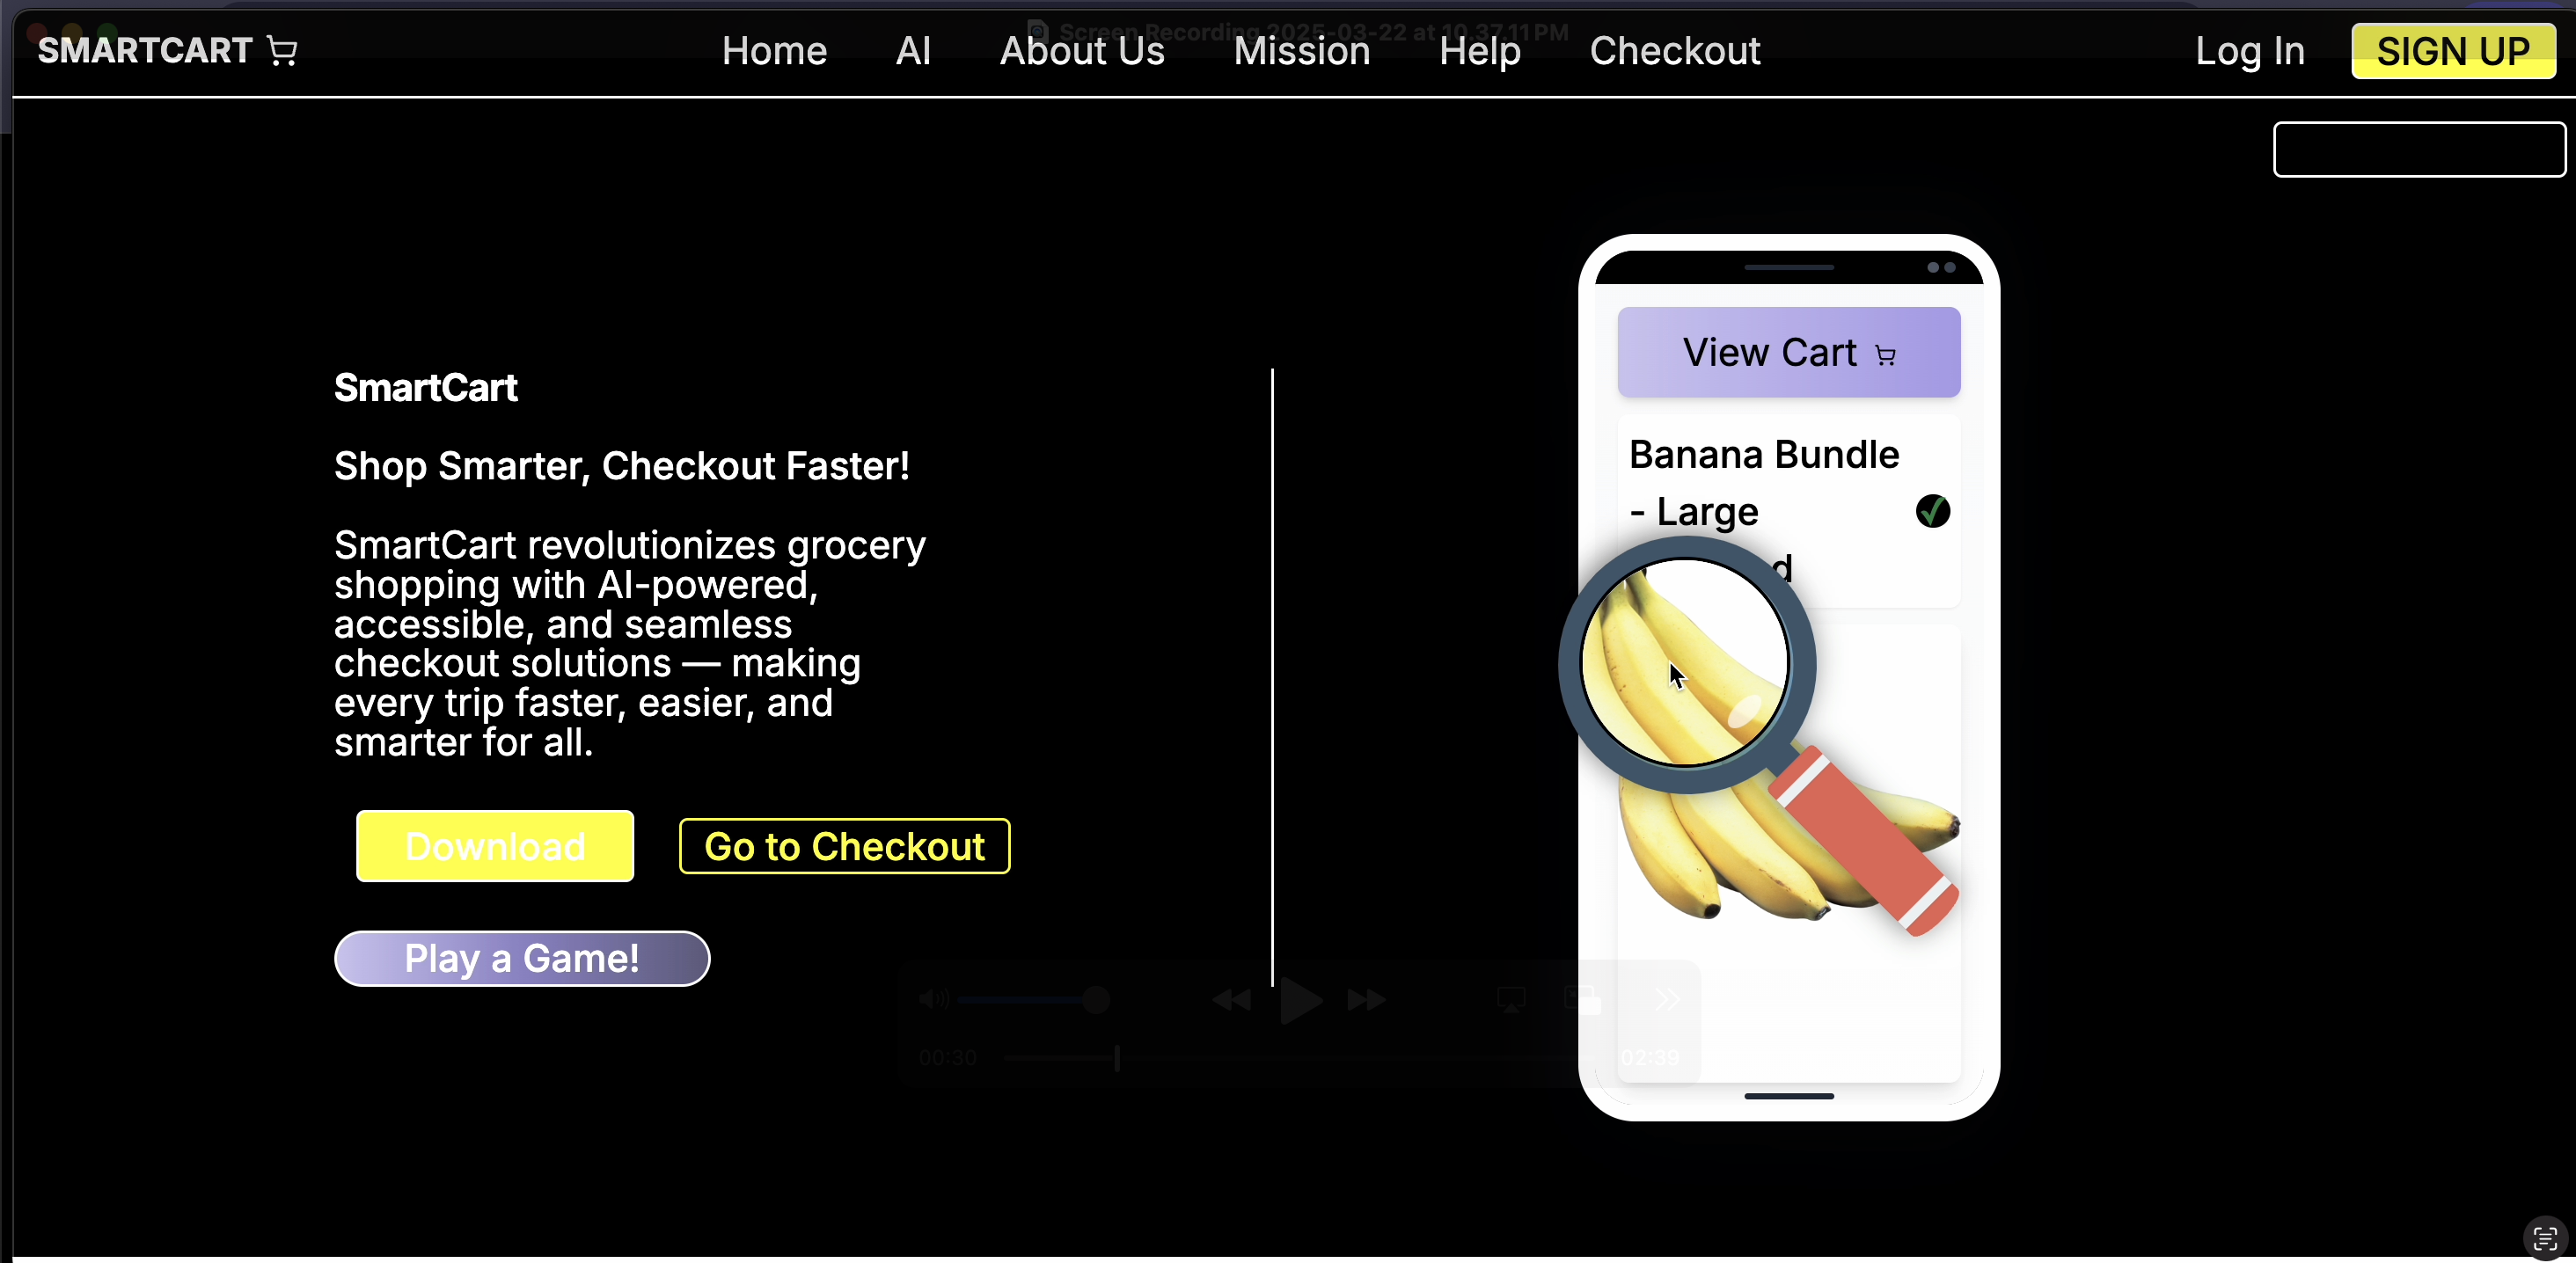 Screen Recording 2025-03-22 at 10.37.11 PM
SMARTCART Home AI About Us Mission Help Checkout Log In SIGN UP
SmartCart
Shop Smarter, Checkout Faster!
SmartCart revolutionizes grocery
shopping with AI-powered,
accessible, and seamless
checkout solutions — making
every trip faster, easier, and
smarter for all.
Download Go to Checkout
Play a Game!
View Cart
Banana Bundle
- Large
00:30 02:39